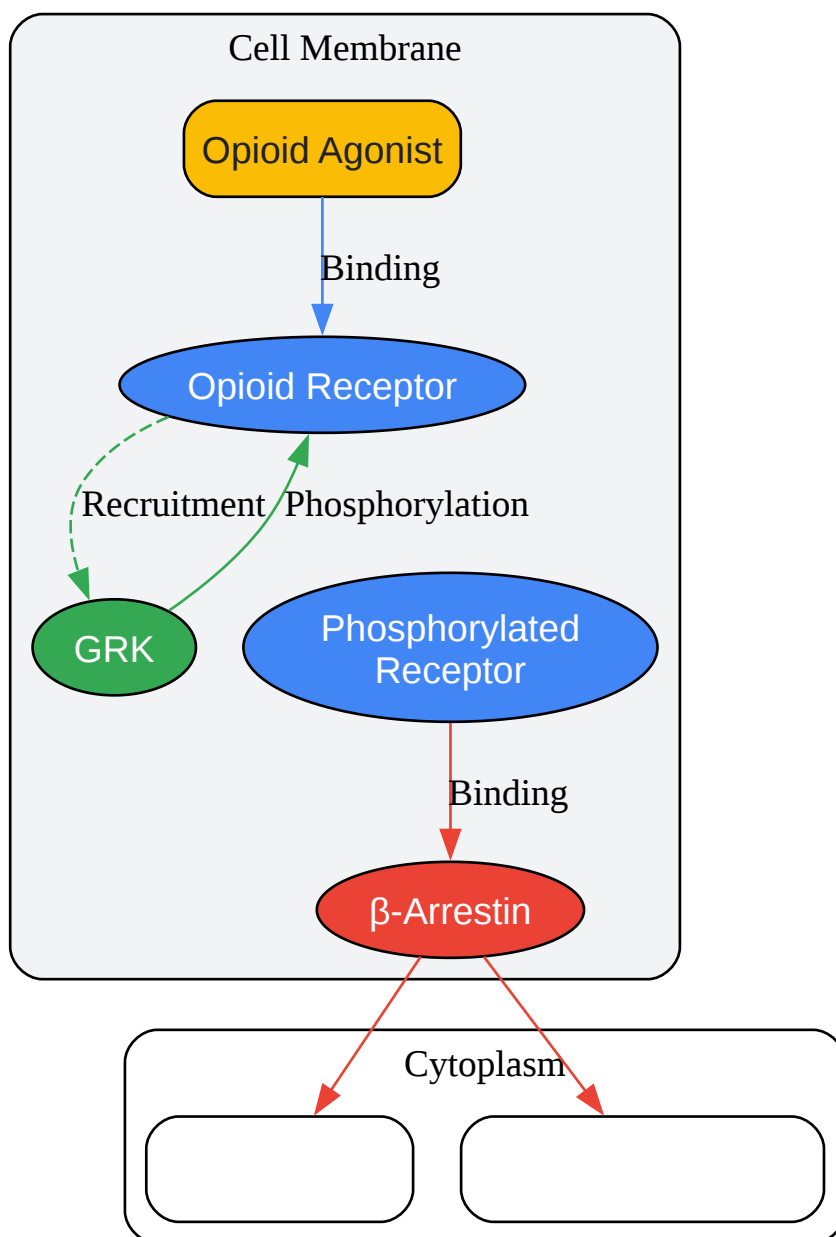 Cell Membrane
Opioid Agonist
Binding
Opioid Receptor
Recruitment
Phosphorylation
GRK
Phosphorylated
Receptor
Binding
β-Arrestin
Cytoplasm